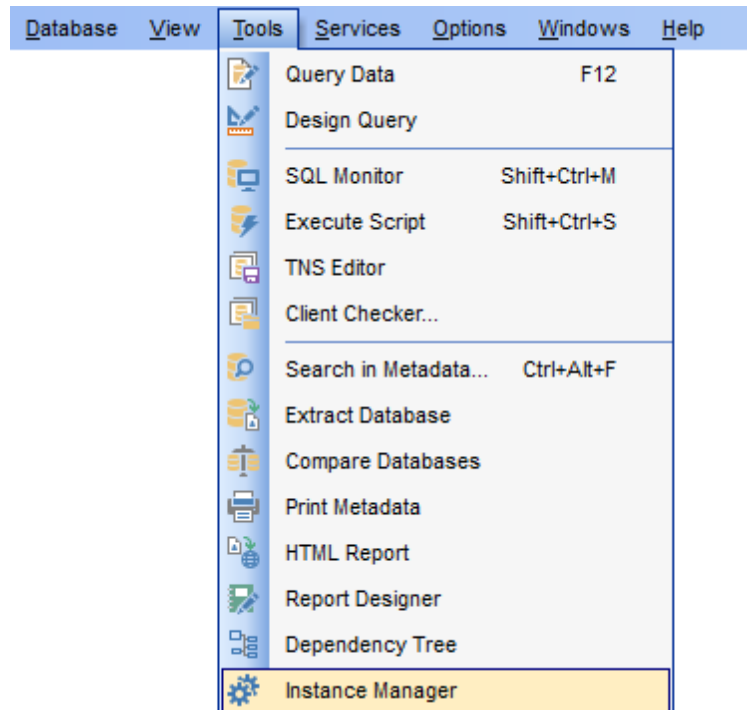 Database View Tools Services Options Windows Help
Query Data F12
Design Query
SQL Monitor Shift+Ctrl+M
Execute Script Shift+Ctrl+S
TNS Editor
Client Checker...
Search in Metadata... Ctrl+Alt+F
Extract Database
Compare Databases
Print Metadata
HTML Report
Report Designer
Dependency Tree
Instance Manager